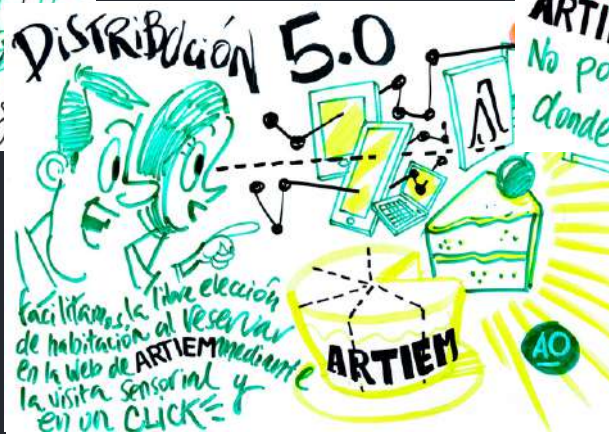 DiSTRiBUCIÓN 5.0
ARTIE
No po
donde
facilitamos la libre elección
de habitación al reservar
en la web de ARTIEM mediante
la visita sensorial y
en un CLICK
ARTIEM
AO